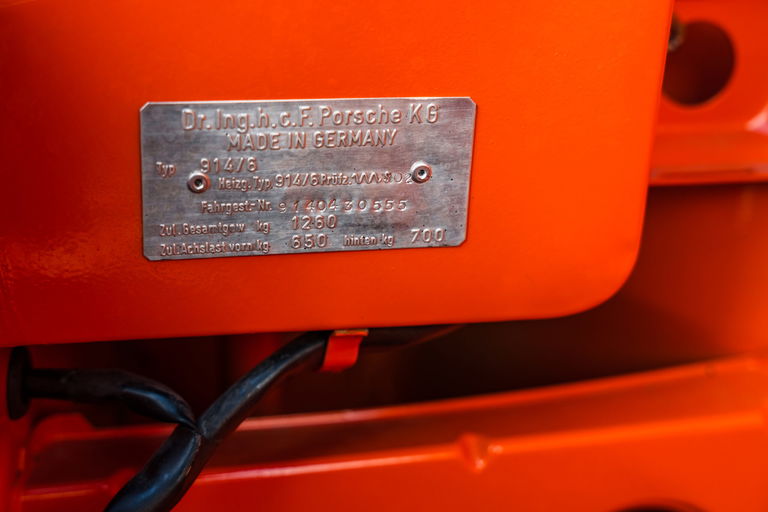 Dr.Ing.h.c.F.Porsche KG
MADE IN GERMANY
Typ 914/6
Heizg.Typ 914/6 Prüfz.
Fahrgest-Nr. 9140430555
Zul.Gesamtgew kg 1260
Zul.Achslast vorn kg 650 hinten kg 700